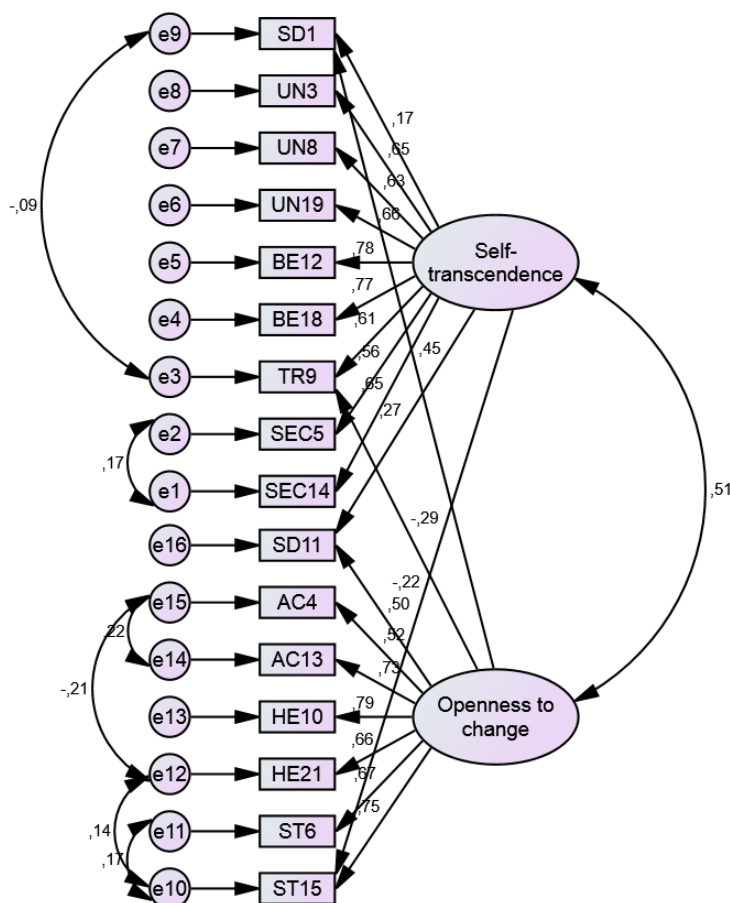 e9
SD1
e8
UN3
,17
e7
UN8
,65
,63
e6
UN19
-,09
,66
e5
BE12
,78
Self-
transcendence
,77
e4
BE18
,61
,56
,45
e3
TR9
,65
,27
e2
SEC5
,17
e1
SEC14
,51
-,29
e16
SD11
-,22
e15
AC4
,50
,22
,52
e14
AC13
,73
-,21
e13
HE10
,79
Openness to
change
,66
e12
HE21
,67
,75
,14
e11
ST6
,17
e10
ST15